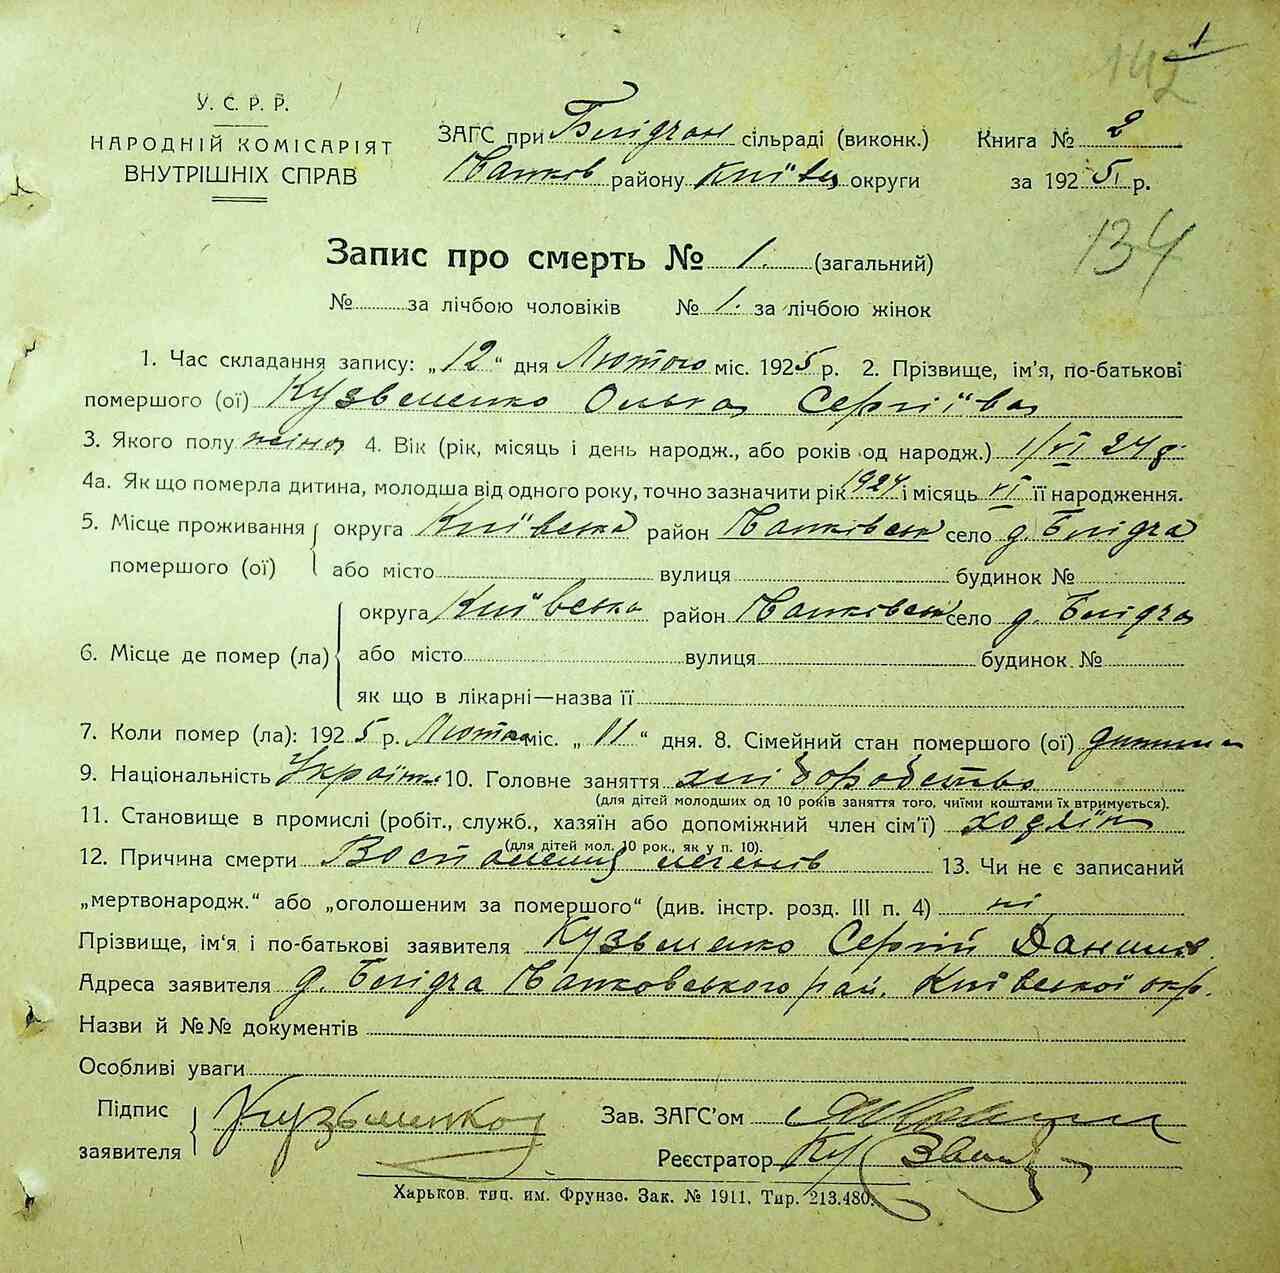 1
142
У. С. Р. Р.
НАРОДНІЙ КОМІСАРІЯТ
ВНУТРІШНІХ СПРАВ
ЗАГС при сільраді (виконк.)
району Київ округи
Книга № 2
за 1925 р.
134
Запис про смерть № 1. (загальний)
№ за лічбою чоловіків № 1. за лічбою жінок
1. Час складання запису: „12“ дня Лютого міс. 1925 р. 2. Прізвище, ім'я, по-батькові
помершого (ої) Кузьменко Ольга Сергіївна
3. Якого полу жіноч 4. Вік (рік, місяць і день народж., або років од народж.) 1/VI 24 р.
4а. Як що померла дитина, молодша від одного року, точно зазначити рік 1924 і місяць VI її народження.
5. Місце проживання помершого (ої) округа Київська район село д.
або місто вулиця будинок №
6. Місце де помер (ла) округа Київська район село д.
або місто вулиця будинок №
як що в лікарні—назва її
7. Коли помер (ла): 1925 р. Лютого міс. „11“ дня. 8. Сімейний стан помершого (ої) дитина
9. Національність Україн 10. Головне заняття хліборобство
(для дітей молодших од 10 років заняття того, чиїми коштами їх втримується).
11. Становище в промислі (робіт., служб., хазяїн або допоміжний член сім'ї) хазяїн
(для дітей мол. 10 рок., як у п. 10).
12. Причина смерти легенів 13. Чи не є записаний
„мертвонародж.“ або „оголошеним за помершого“ (див. інстр. розд. III п. 4) ні
Прізвище, ім'я і по-батькові заявителя Кузьменко Сергій Данилів.
Адреса заявителя д. рай. Київської окр.
Назви й №№ документів
Особливі уваги
Підпис заявителя Кузьменко
Зав. ЗАГС'ом
Реєстратор
Харьков. тип. им. Фрунзе. Зак. № 1911. Тир. 213.480.